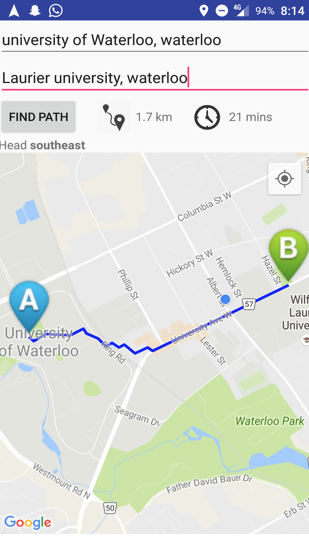 4G 94% 8:14
university of Waterloo, waterloo
Laurier university, waterloo
FIND PATH 1.7 km 21 mins
Head southeast
Columbia St W
Hickory St W
Hazel St
Hemlock St
Albert
Phillip St
B
A
57
University Ave W
University
of Waterloo
Ring Rd
Lester St
Wilf
Lau
Unive
Seagram Dr
Waterloo Park
Westmount Rd N
Father David Bauer Dr
50
Erb St W
Google